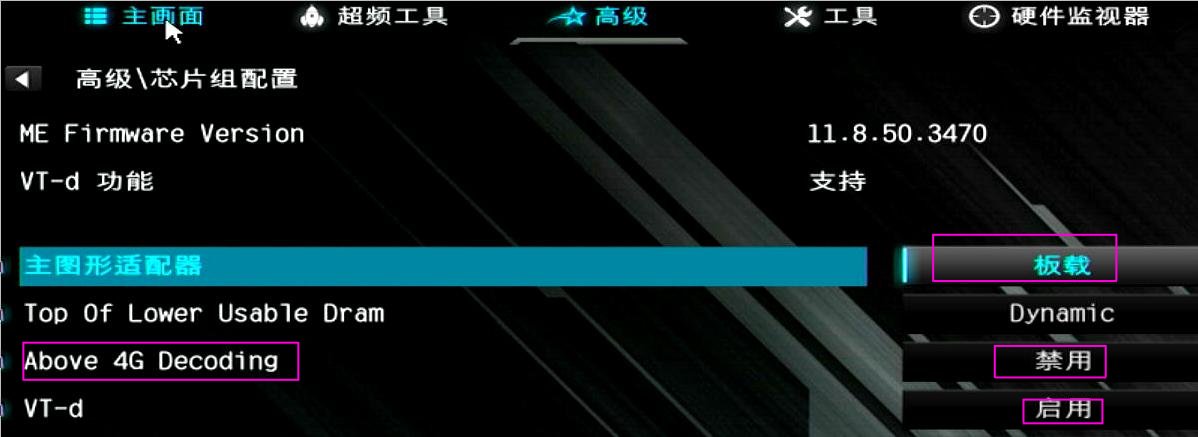 主画面 超频工具 高级 工具 硬件监视器
高级\芯片组配置
ME Firmware Version 11.8.50.3470
VT-d 功能 支持
主图形适配器 板载
Top Of Lower Usable Dram Dynamic
Above 4G Decoding 禁用
VT-d 启用